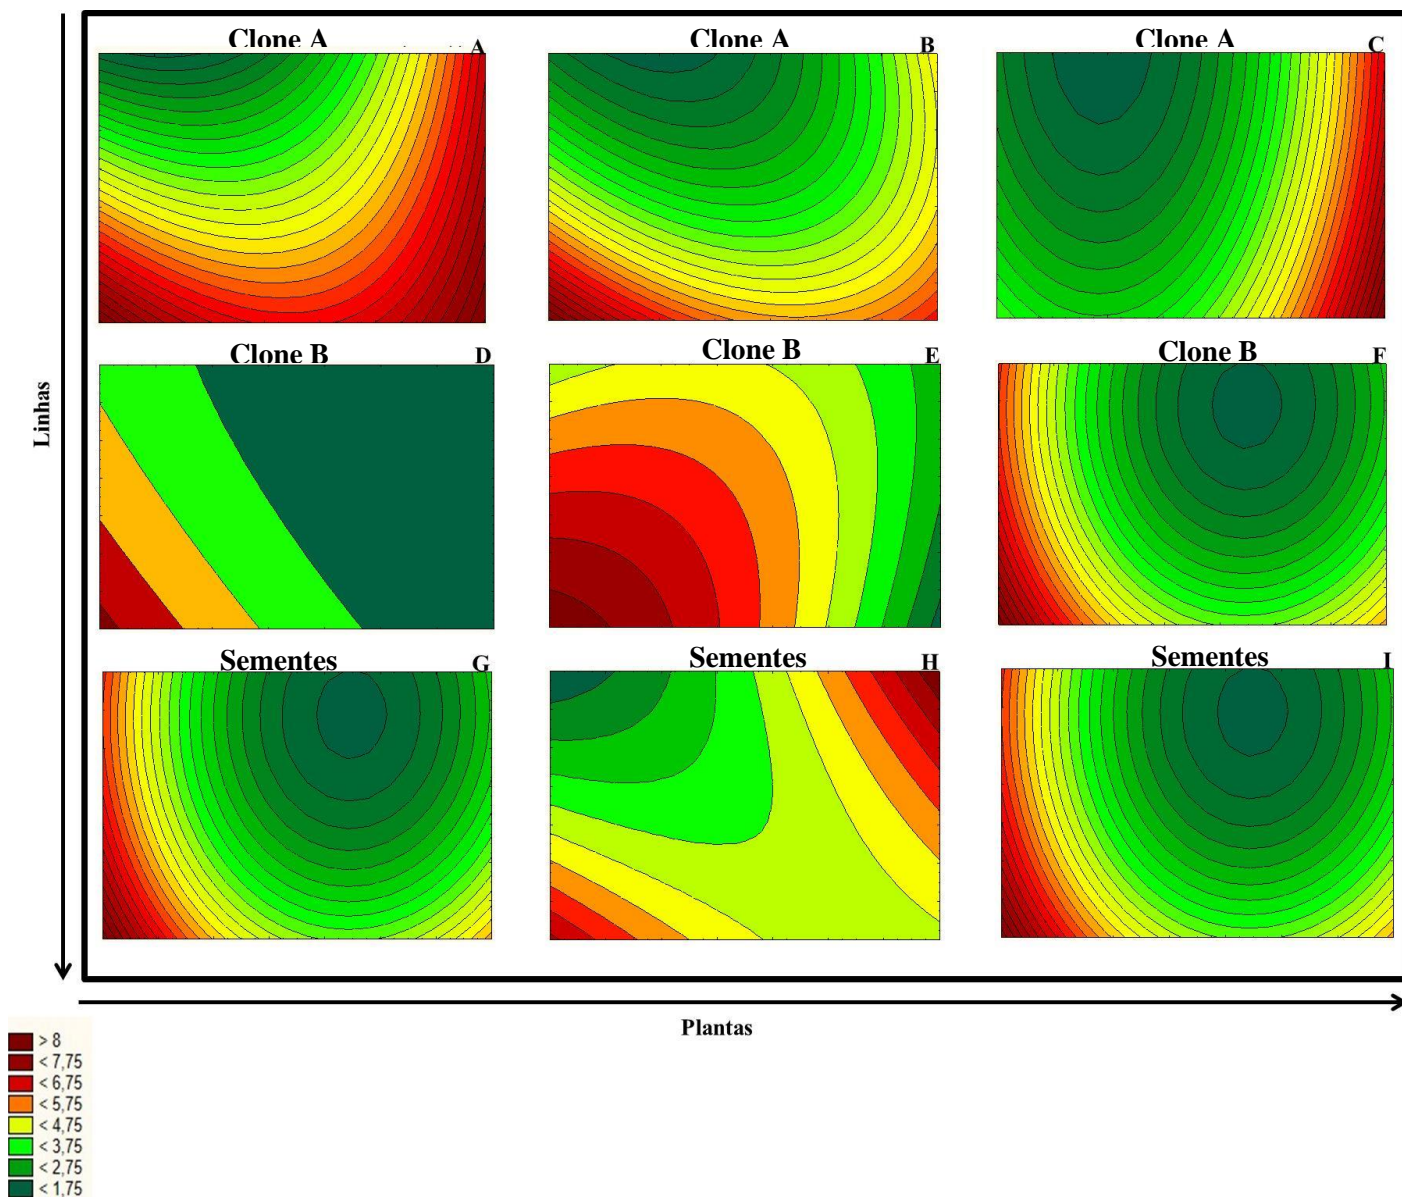 Clone A
A
Clone A
B
Clone A
C
Clone B
D
Clone B
E
Clone B
F
Sementes
G
Sementes
H
Sementes
I
Linhas
Plantas
> 8
< 7,75
< 6,75
< 5,75
< 4,75
< 3,75
< 2,75
< 1,75